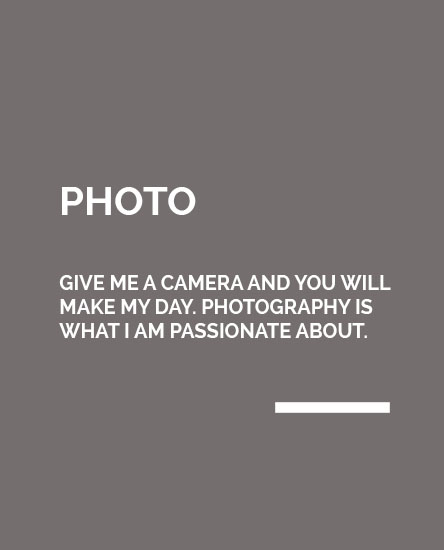 PHOTO
GIVE ME A CAMERA AND YOU WILL
MAKE MY DAY. PHOTOGRAPHY IS
WHAT I AM PASSIONATE ABOUT.